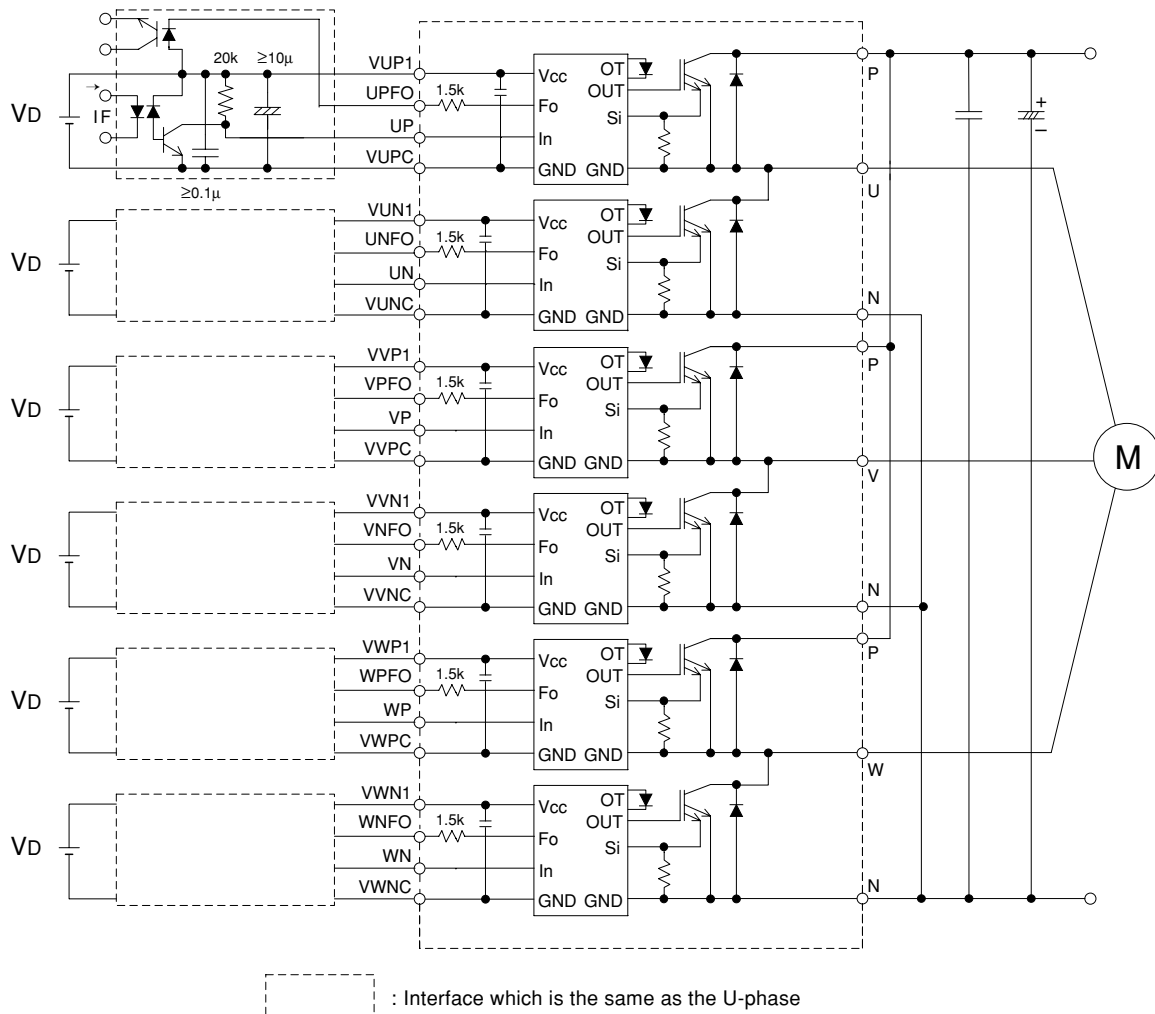 20k ≥10µ
VUP1
Vcc OT
P
UPFO 1.5k
OUT
Fo
VD
IF
Si
UP
In
VUPC
GND GND
U
≥0.1µ
VUN1
Vcc OT
UNFO 1.5k
OUT
Fo
VD
Si
UN
In
N
VUNC
GND GND
VVP1
Vcc OT
P
VPFO 1.5k
OUT
Fo
VD
Si
VP
In
VVPC
GND GND
V
M
VVN1
Vcc OT
VNFO 1.5k
OUT
Fo
VD
Si
VN
In
N
VVNC
GND GND
VWP1
Vcc OT
P
WPFO 1.5k
OUT
Fo
VD
Si
WP
In
VWPC
GND GND
W
VWN1
Vcc OT
WNFO 1.5k
OUT
Fo
VD
Si
WN
In
N
VWNC
GND GND
+
–
: Interface which is the same as the U-phase